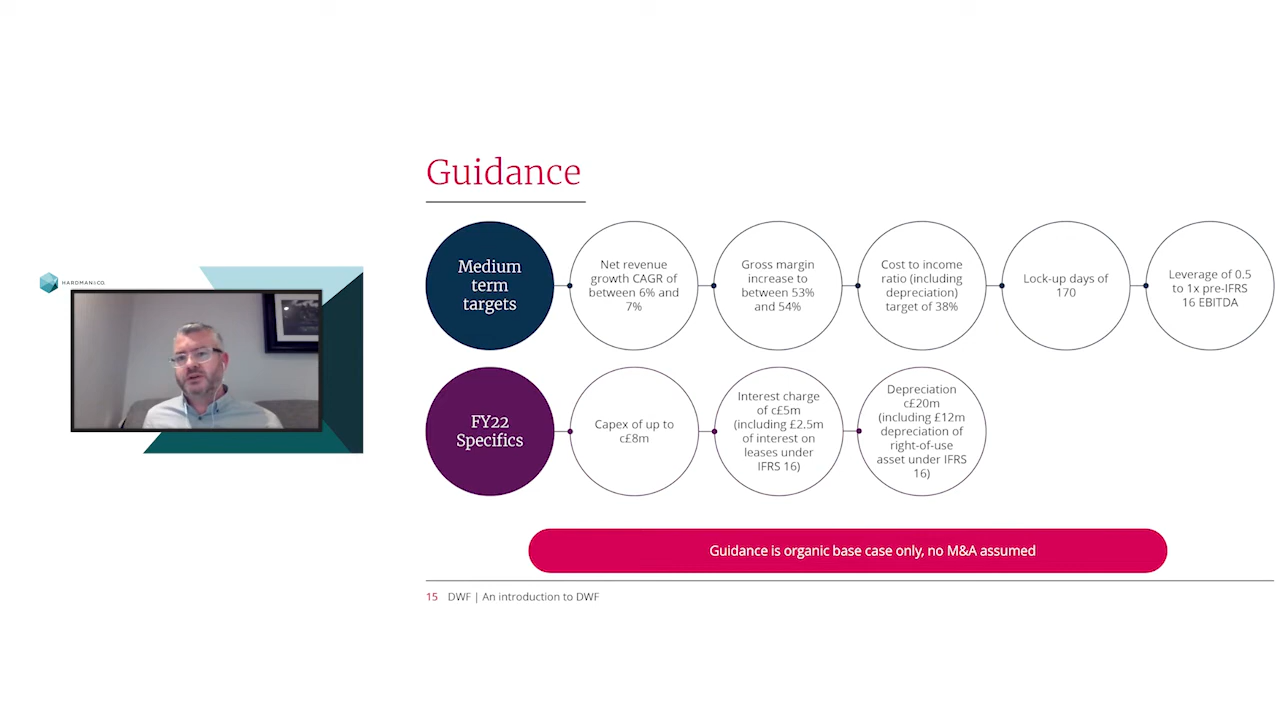 Guidance
HARDMAN&CO.
Medium
term
targets
Net revenue
growth CAGR of
between 6% and
7%
Gross margin
increase to
between 53%
and 54%
Cost to income
ratio (including
depreciation)
target of 38%
Lock-up days of
170
Leverage of 0.5
to 1x pre-IFRS
16 EBITDA
FY22
Specifics
Capex of up to
c£8m
Interest charge
of c£5m
(including £2.5m
of interest on
leases under
IFRS 16)
Depreciation
c£20m
(including £12m
depreciation of
right-of-use
asset under IFRS
16)
Guidance is organic base case only, no M&A assumed
15 DWF | An introduction to DWF